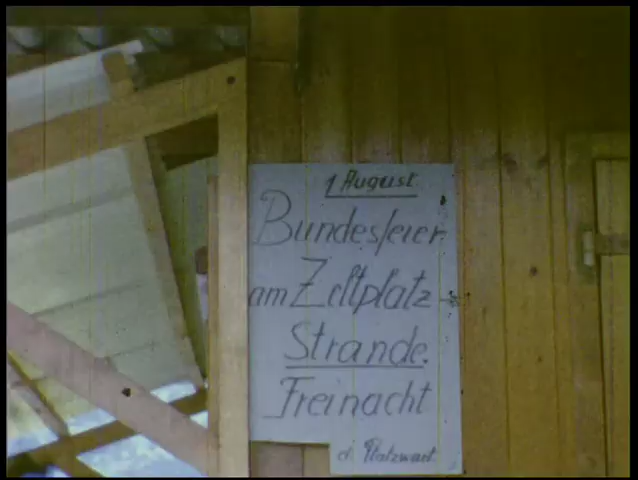 1 August.
Bundesfeier
am Zeltplatz
Strande.
Freinacht
d. Platzwart.